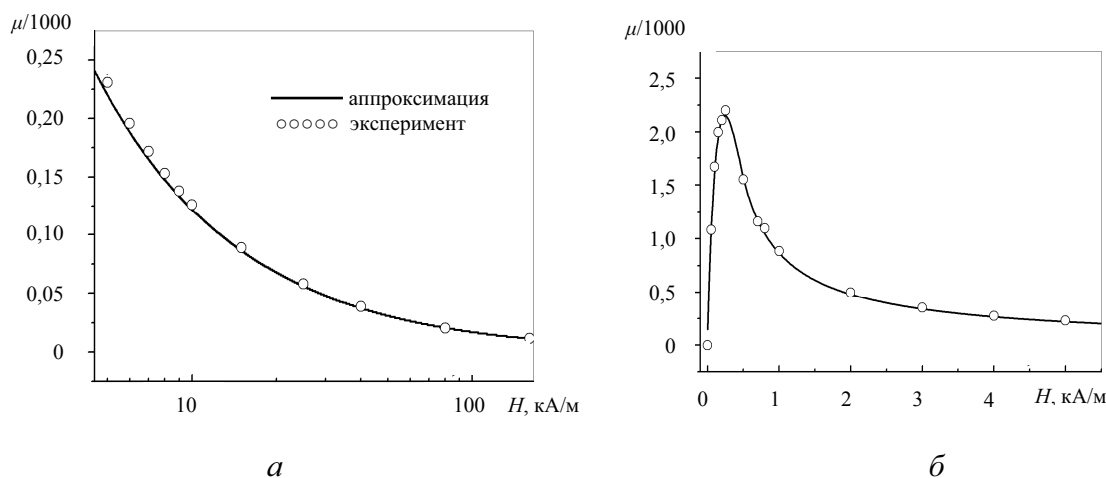 μ/1000
0,25
0,20
0,15
0,10
0,05
0
аппроксимация
эксперимент
10
100
H, кА/м
а
μ/1000
2,5
2,0
1,5
1,0
0,5
0
0
1
2
3
4
H, кА/м
б